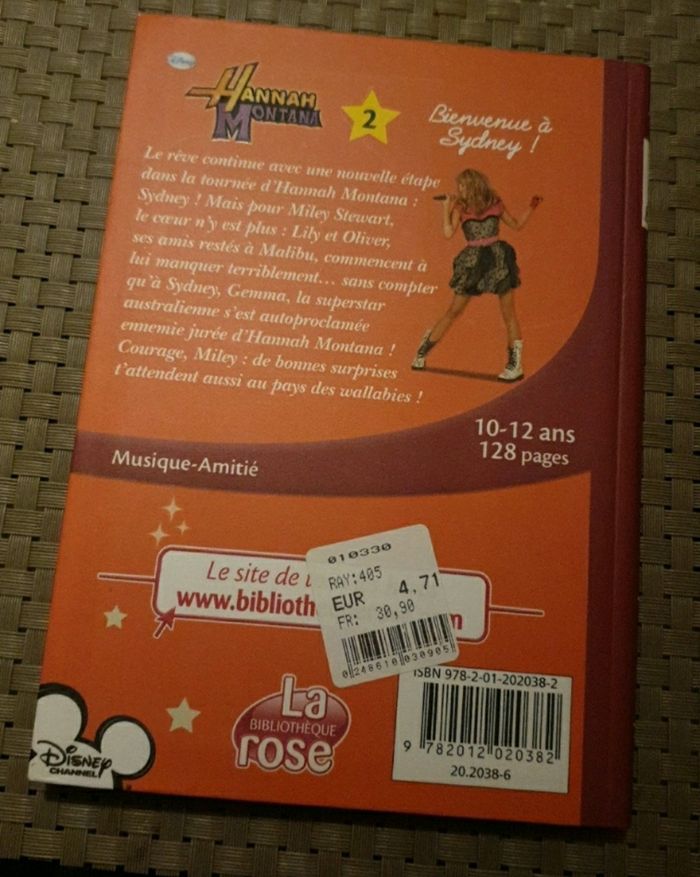 Disney
HANNAH
MONTANA
2
Bienvenue à
Sydney !
Le rêve continue avec une nouvelle étape
dans la tournée d'Hannah Montana :
Sydney ! Mais pour Miley Stewart,
le cœur n'y est plus : Lily et Oliver,
ses amis restés à Malibu, commencent à
lui manquer terriblement... sans compter
qu'à Sydney, Gemma, la superstar
australienne s'est autoproclamée
ennemie jurée d'Hannah Montana !
Courage, Miley : de bonnes surprises
t'attendent aussi au pays des wallabies !
10-12 ans
128 pages
Musique-Amitié
010330
RAY:405
EUR 4,71
FR: 30,90
0248610030905
Le site de
www.biblioth
La
BIBLIOTHÈQUE
rose
ISBN 978-2-01-202038-2
9 782012 020382
20.2038-6
Disney
CHANNEL